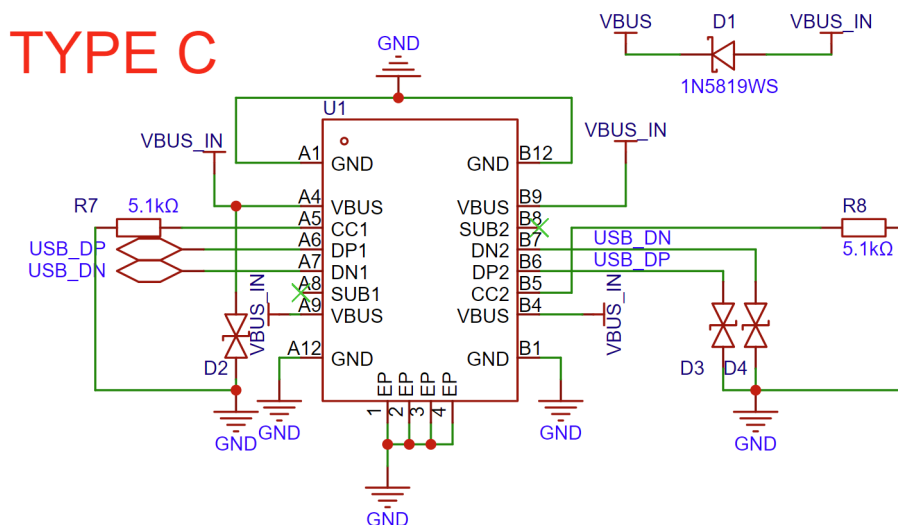 TYPE C
VBUS D1 VBUS_IN
1N5819WS
GND
U1
VBUS_IN
VBUS_IN
A1 GND GND B12
A4 VBUS VBUS B9
R7 5.1kΩ A5 CC1 SUB2 B8 R8
USB_DP A6 DP1 DN2 B7 USB_DN 5.1kΩ
USB_DN A7 DN1 DP2 B6 USB_DP
A8 SUB1 CC2 B5
A9 VBUS VBUS B4
VBUS_IN VBUS_IN
D2 A12 GND GND B1 D3 D4
EP EP EP EP
1 2 3 4
GND GND GND GND
GND